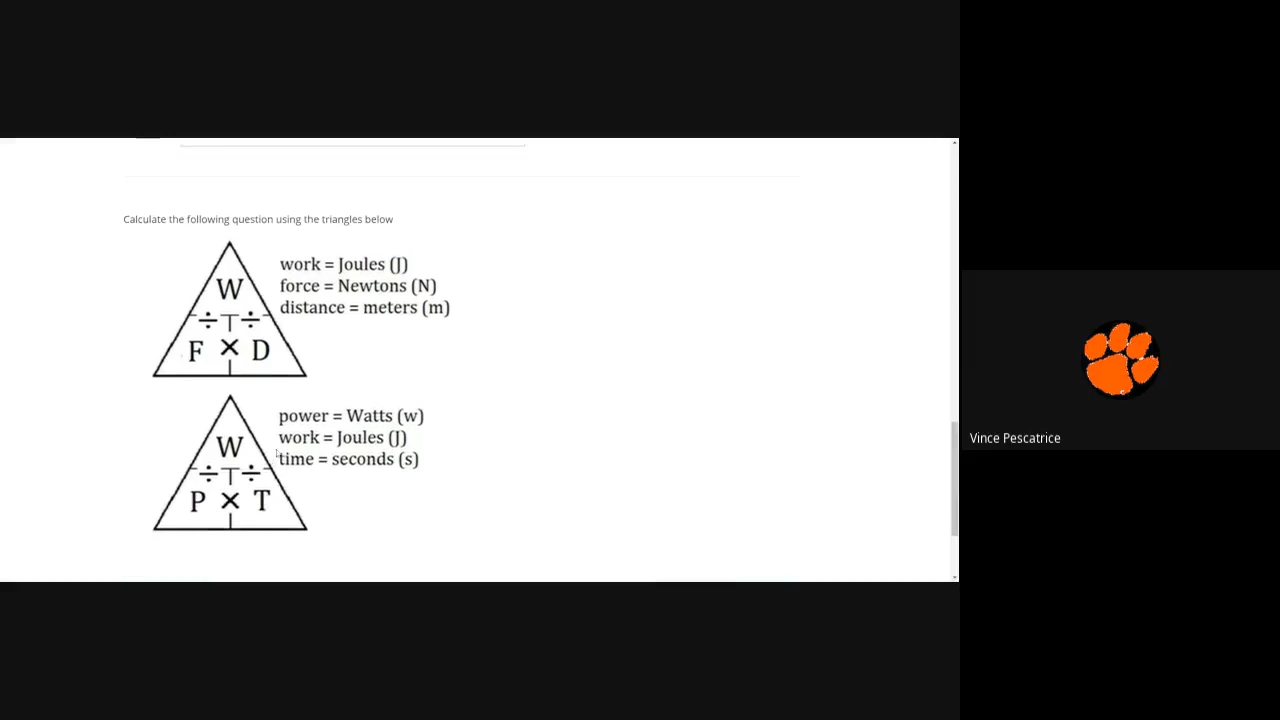 Calculate the following question using the triangles below
W
÷ ÷
F × D
work = Joules (J)
force = Newtons (N)
distance = meters (m)
W
÷ ÷
P × T
power = Watts (w)
work = Joules (J)
time = seconds (s)
Vince Pescatrice